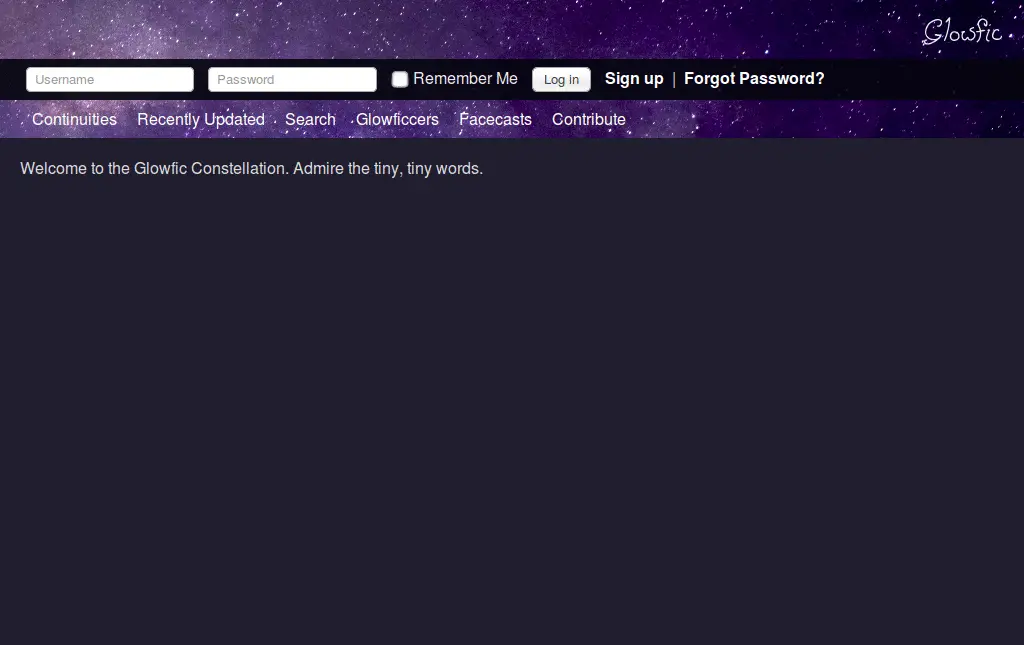 Glowfic
Username Password Remember Me Log in Sign up | Forgot Password?
Continuities Recently Updated Search Glowficcers Facecasts Contribute
Welcome to the Glowfic Constellation. Admire the tiny, tiny words.